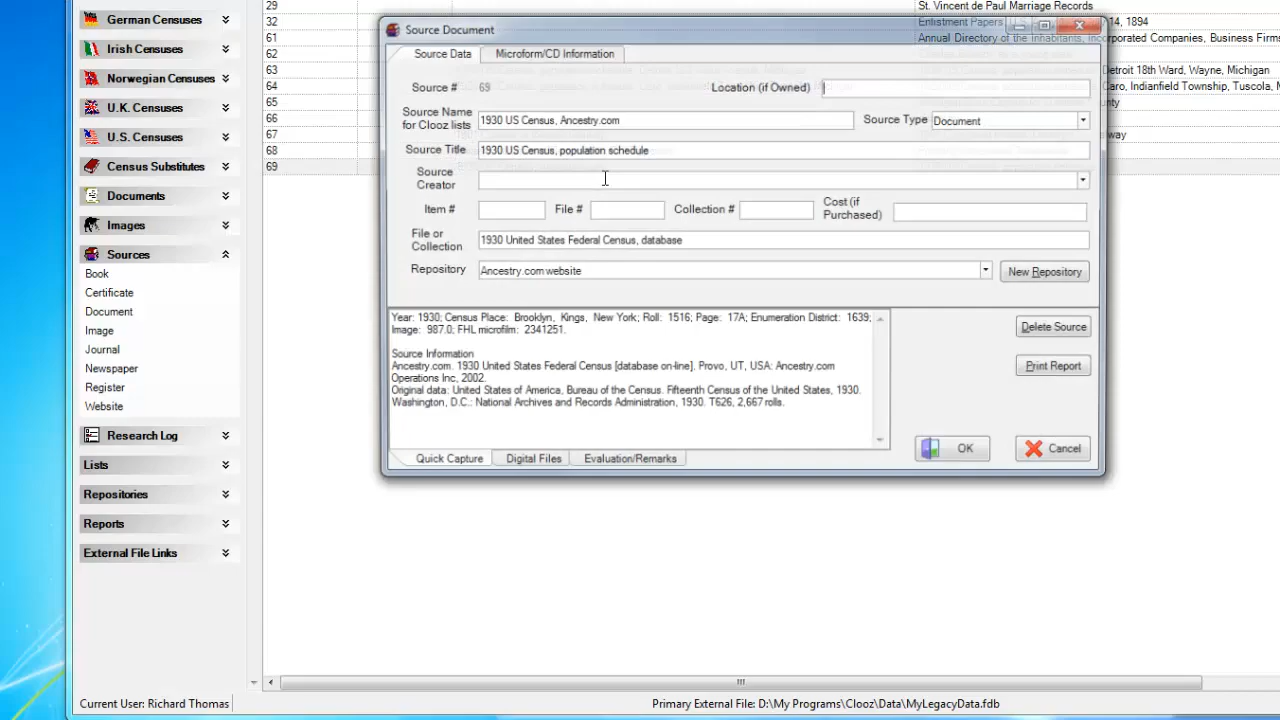 German Censuses
Irish Censuses
Norwegian Censuses
U.K. Censuses
U.S. Censuses
Census Substitutes
Documents
Images
Sources
Book
Certificate
Document
Image
Journal
Newspaper
Register
Website
Research Log
Lists
Repositories
Reports
External File Links
Current User: Richard Thomas
29
32
61
62
63
64
65
66
67
68
69
St. Vincent de Paul Marriage Records
Enlistment Papers, U.S. 14, 1894
Annual Directory of the Inhabitants, Incorporated Companies, Business Firms
Detroit 18th Ward, Wayne, Michigan
Caro, Indianfield Township, Tuscola, M
Source Document
Source Data
Microform/CD Information
Source # 69
Location (if Owned)
Source Name for Clooz lists 1930 US Census, Ancestry.com
Source Type Document
Source Title 1930 US Census, population schedule
Source Creator
Item # File # Collection # Cost (if Purchased)
File or Collection 1930 United States Federal Census, database
Repository Ancestry.com website
New Repository
Year: 1930; Census Place: Brooklyn, Kings, New York; Roll: 1516; Page: 17A; Enumeration District: 1639;
Image: 987.0; FHL microfilm: 2341251.
Source Information
Ancestry.com. 1930 United States Federal Census [database on-line]. Provo, UT, USA: Ancestry.com
Operations Inc, 2002.
Original data: United States of America, Bureau of the Census. Fifteenth Census of the United States, 1930.
Washington, D.C.: National Archives and Records Administration, 1930. T626, 2,667 rolls.
Delete Source
Print Report
OK
Cancel
Quick Capture
Digital Files
Evaluation/Remarks
Primary External File: D:\My Programs\Clooz\Data\MyLegacyData.fdb